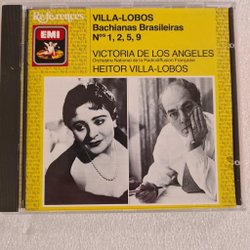 References
EMI
VILLA-LOBOS
Bachianas Brasileiras
Nos 1, 2, 5, 9
VICTORIA DE LOS ANGELES
Orchestre National de la Radiodiffusion Française
HEITOR VILLA-LOBOS